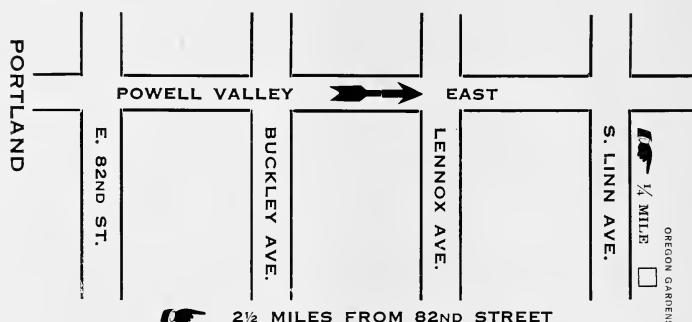 PORTLAND
POWELL VALLEY EAST
E. 82ND ST.
BUCKLEY AVE.
LENNOX AVE.
S. LINN AVE.
¼ MILE
OREGON GARDENS
2½ MILES FROM 82ND STREET